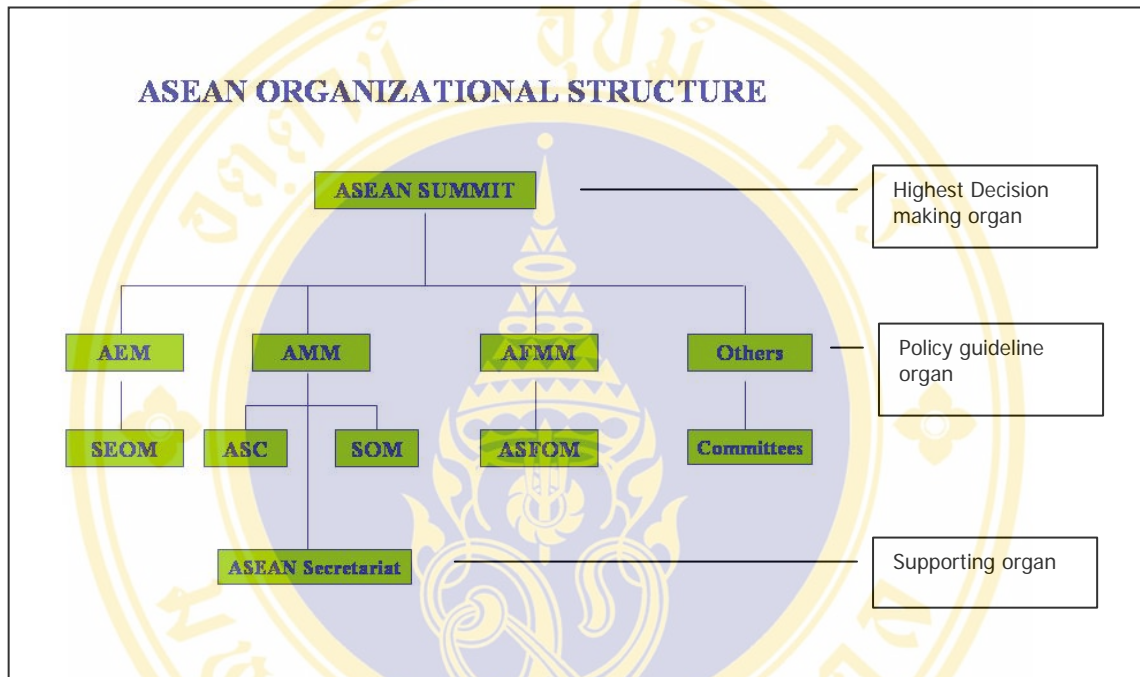 ASEAN ORGANIZATIONAL STRUCTURE
ASEAN SUMMIT
Highest Decision
making organ
AEM
AMM
AFMM
Others
Policy guideline
organ
SEOM
ASC
SOM
ASFOM
Committees
ASEAN Secretariat
Supporting organ